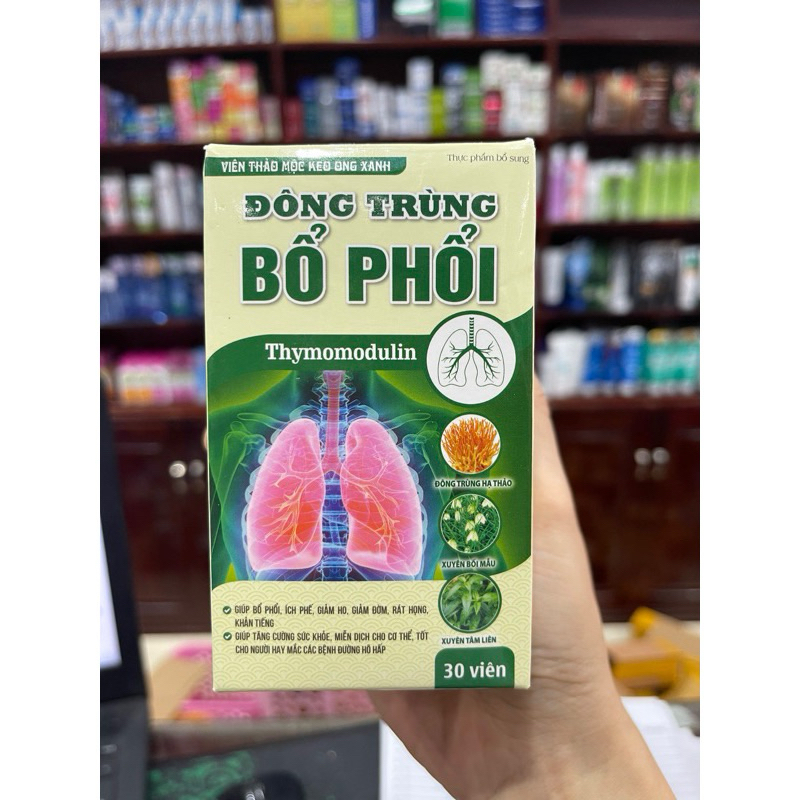 VIÊN THẢO MỘC KEO ONG XANH
Thực phẩm bổ sung
ĐÔNG TRÙNG
BỔ PHỔI
Thymomodulin
ĐÔNG TRÙNG HẠ THẢO
XUYÊN BỐI MẪU
XUYÊN TÂM LIÊN
GIÚP BỔ PHỔI, ÍCH PHẾ, GIẢM HO, GIẢM ĐỜM, RÁT HỌNG,
KHẢN TIẾNG
GIÚP TĂNG CƯỜNG SỨC KHỎE, MIỄN DỊCH CHO CƠ THỂ, TỐT
CHO NGƯỜI HAY MẮC CÁC BỆNH ĐƯỜNG HÔ HẤP
30 viên